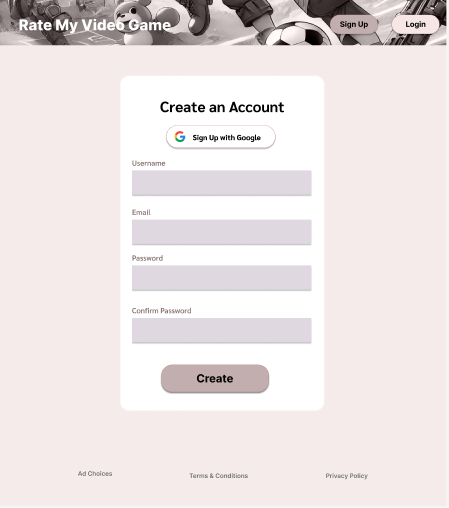 Rate My Video Game
Sign Up
Login
Create an Account
Sign Up with Google
Username
Email
Password
Confirm Password
Create
Ad Choices
Terms & Conditions
Privacy Policy